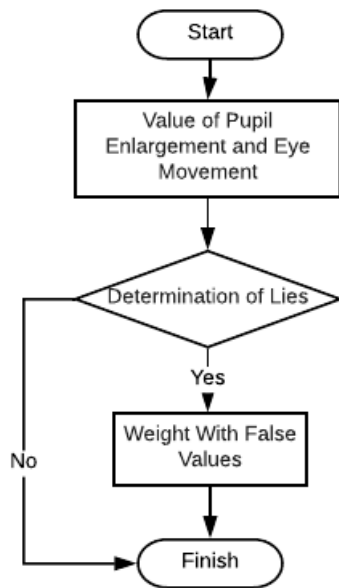 Start
Value of Pupil
Enlargement and Eye
Movement
Determination of Lies
Yes
Weight With False
Values
No
Finish